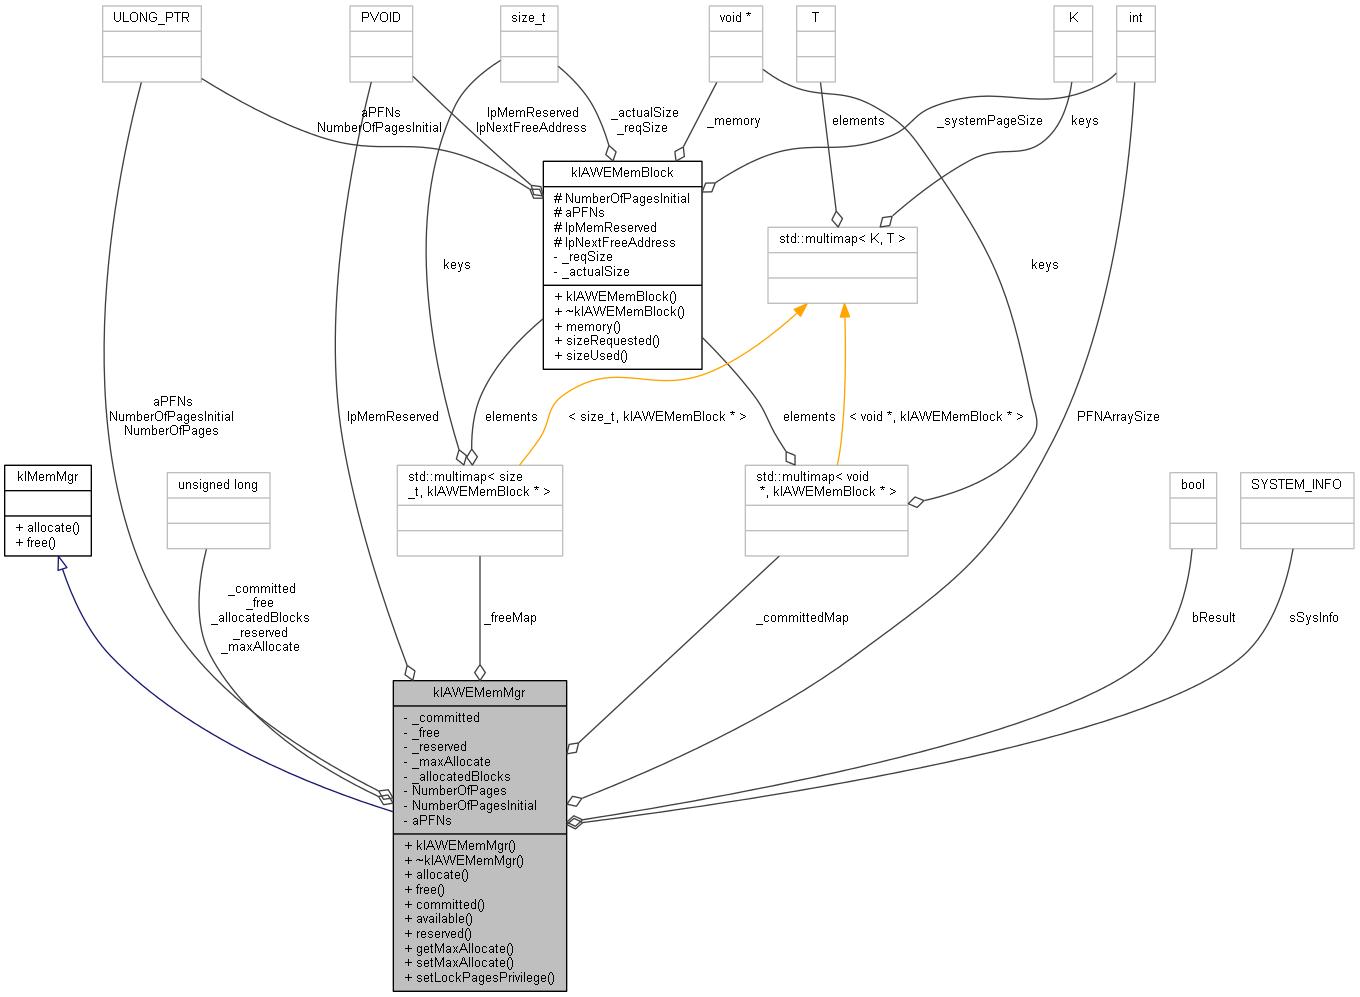 ULONG_PTR
PVOID
size_t
void *
T
K
int
aPFNs
NumberOfPagesInitial
lpMemReserved
lpNextFreeAddress
_actualSize
_reqSize
_memory
elements
_systemPageSize
keys
klAWEMemBlock
# NumberOfPagesInitial
# aPFNs
# lpMemReserved
# lpNextFreeAddress
- _reqSize
- _actualSize
+ klAWEMemBlock()
+ ~klAWEMemBlock()
+ memory()
+ sizeRequested()
+ sizeUsed()
std::multimap< K, T >
keys
keys
aPFNs
NumberOfPagesInitial
NumberOfPages
lpMemReserved
elements
< size_t, klAWEMemBlock * >
elements
< void *, klAWEMemBlock * >
PFNArraySize
klMemMgr
+ allocate()
+ free()
unsigned long
std::multimap< size
_t, klAWEMemBlock * >
std::multimap< void
*, klAWEMemBlock * >
bool
SYSTEM_INFO
_committed
_free
_allocatedBlocks
_reserved
_maxAllocate
_freeMap
_committedMap
bResult
sSysInfo
klAWEMemMgr
- _committed
- _free
- _reserved
- _maxAllocate
- _allocatedBlocks
- NumberOfPages
- NumberOfPagesInitial
- aPFNs
+ klAWEMemMgr()
+ ~klAWEMemMgr()
+ allocate()
+ free()
+ committed()
+ available()
+ reserved()
+ getMaxAllocate()
+ setMaxAllocate()
+ setLockPagesPrivilege()